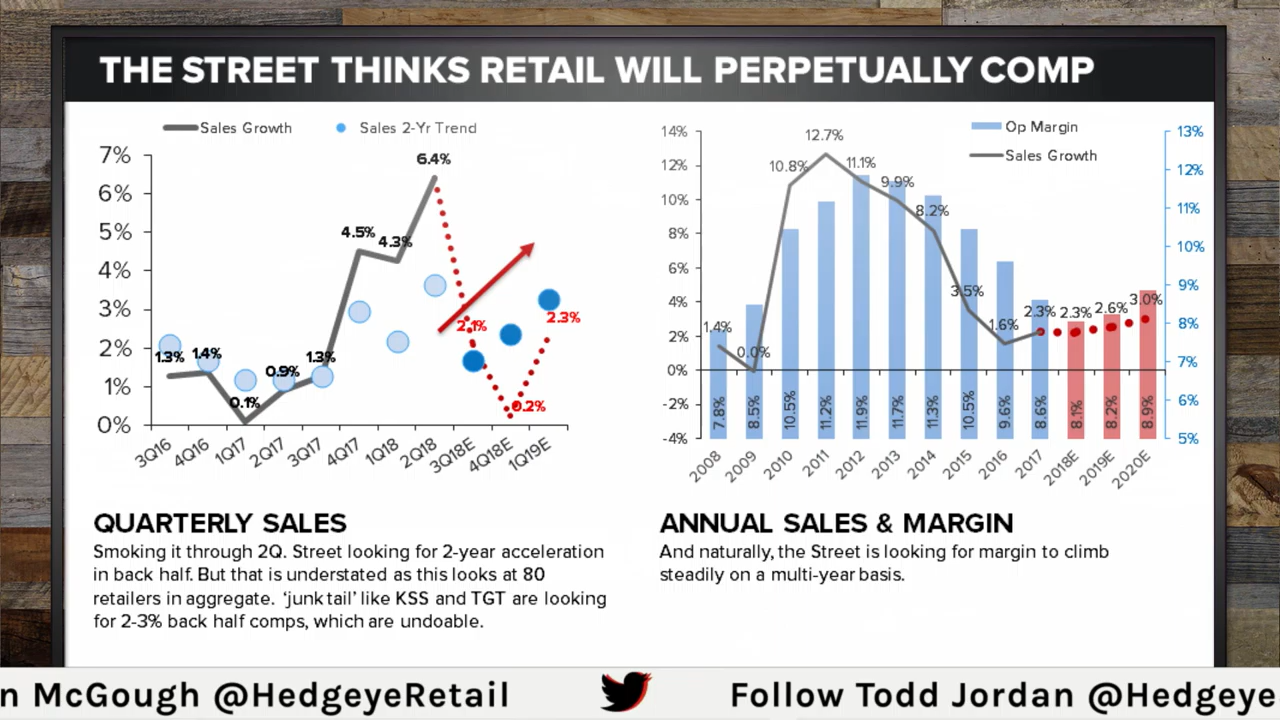 THE STREET THINKS RETAIL WILL PERPETUALLY COMP
Sales Growth
Sales 2-Yr Trend
7%
6%
5%
4%
3%
2%
1%
0%
1.3%
1.4%
0.1%
0.9%
1.3%
4.5%
4.3%
6.4%
2.1%
0.2%
2.3%
3Q16
4Q16
1Q17
2Q17
3Q17
4Q17
1Q18
2Q18
3Q18E
4Q18E
1Q19E
Op Margin
Sales Growth
14%
12%
10%
8%
6%
4%
2%
0%
-2%
-4%
13%
12%
11%
10%
9%
8%
7%
6%
5%
1.4%
0.0%
10.8%
12.7%
11.1%
9.9%
8.2%
3.5%
1.6%
2.3%
2.3%
2.6%
3.0%
7.8%
8.5%
10.5%
11.2%
11.9%
11.7%
11.3%
10.5%
9.6%
8.6%
8.1%
8.2%
8.9%
2008
2009
2010
2011
2012
2013
2014
2015
2016
2017
2018E
2019E
2020E
QUARTERLY SALES
Smoking it through 2Q. Street looking for 2-year acceleration
in back half. But that is understated as this looks at 80
retailers in aggregate. ‘junk tail’ like KSS and TGT are looking
for 2-3% back half comps, which are undoable.
ANNUAL SALES & MARGIN
And naturally, the Street is looking for margin to climb
steadily on a multi-year basis.
n McGough @HedgeyeRetail
Follow Todd Jordan @Hedgeye